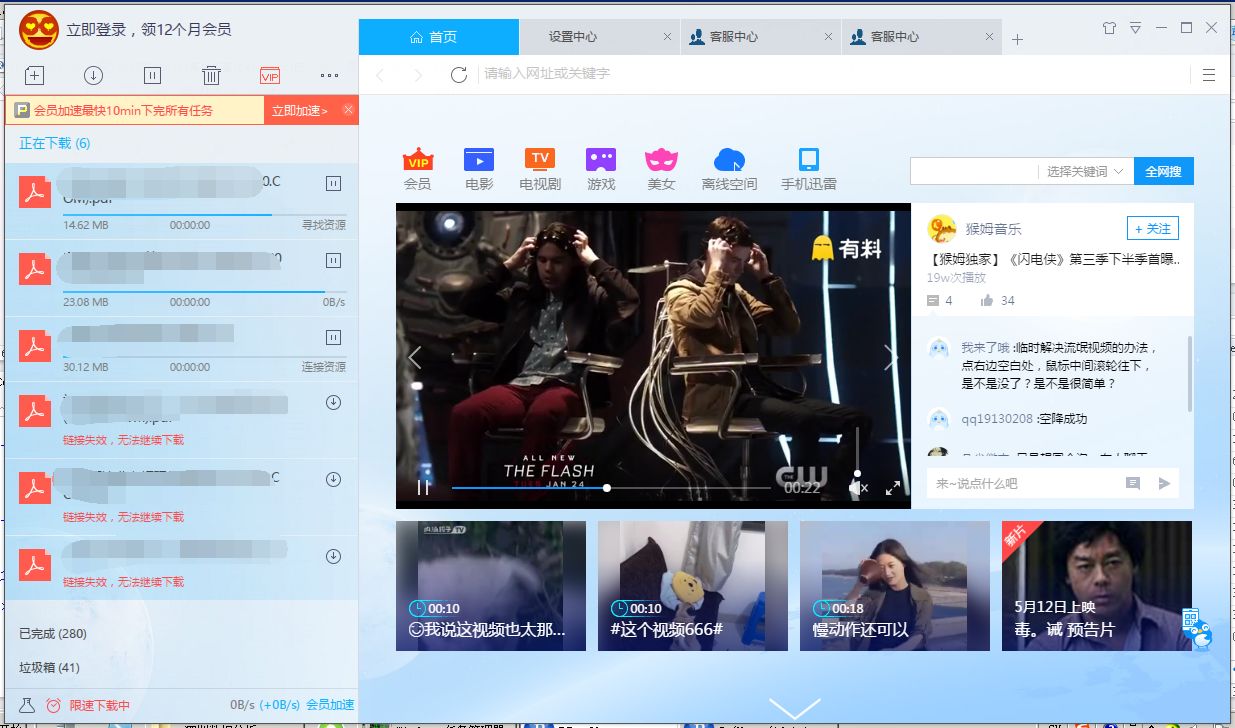 立即登录，领12个月会员
首页
设置中心
客服中心
客服中心
请输入网址或关键字
VIP
会员加速最快10min下完所有任务
立即加速>
正在下载 (6)
0.C
14.62 MB
00:00:00
寻找资源
23.08 MB
00:00:00
0B/s
30.12 MB
00:00:00
连接资源
链接失效，无法继续下载
C
链接失效，无法继续下载
链接失效，无法继续下载
已完成 (280)
垃圾箱 (41)
限速下载中
0B/s (+0B/s) 会员加速
VIP
TV
会员
电影
电视剧
游戏
美女
离线空间
手机迅雷
选择关键词
全网搜
有料
ALL NEW
THE FLASH
JAN 24
THE CW
00:22
猴姆音乐
+ 关注
【猴姆独家】《闪电侠》第三季下半季首曝..
19w次播放
4
34
我来了哦 :临时解决流氓视频的办法，
点右边空白处，鼠标中间滚轮往下，
是不是没了？是不是很简单？
qq19130208 :空降成功
来~说点什么吧
00:10
我说这视频也太那...
00:10
#这个视频666#
00:18
慢动作还可以
新片
5月12日上映
毒。诫 预告片